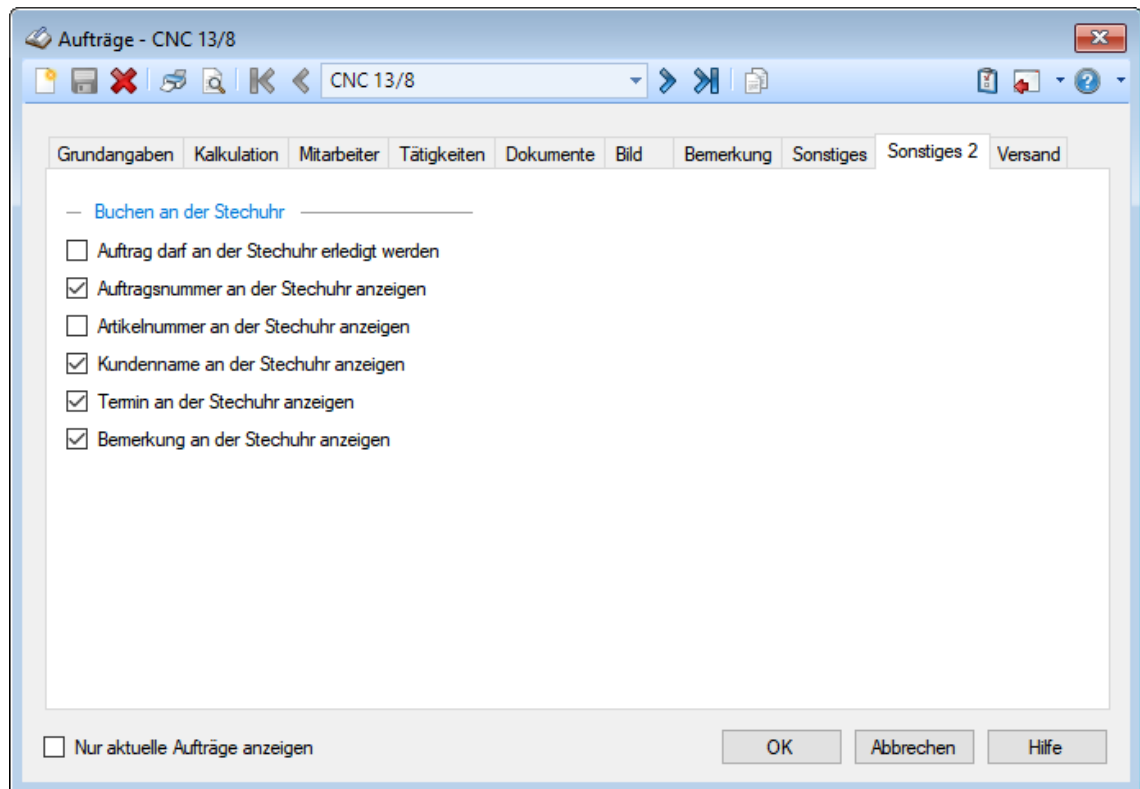 Aufträge - CNC 13/8
CNC 13/8
Grundangaben Kalkulation Mitarbeiter Tätigkeiten Dokumente Bild Bemerkung Sonstiges Sonstiges 2 Versand
Buchen an der Stechuhr
Auftrag darf an der Stechuhr erledigt werden
Auftragsnummer an der Stechuhr anzeigen
Artikelnummer an der Stechuhr anzeigen
Kundenname an der Stechuhr anzeigen
Termin an der Stechuhr anzeigen
Bemerkung an der Stechuhr anzeigen
Nur aktuelle Aufträge anzeigen OK Abbrechen Hilfe